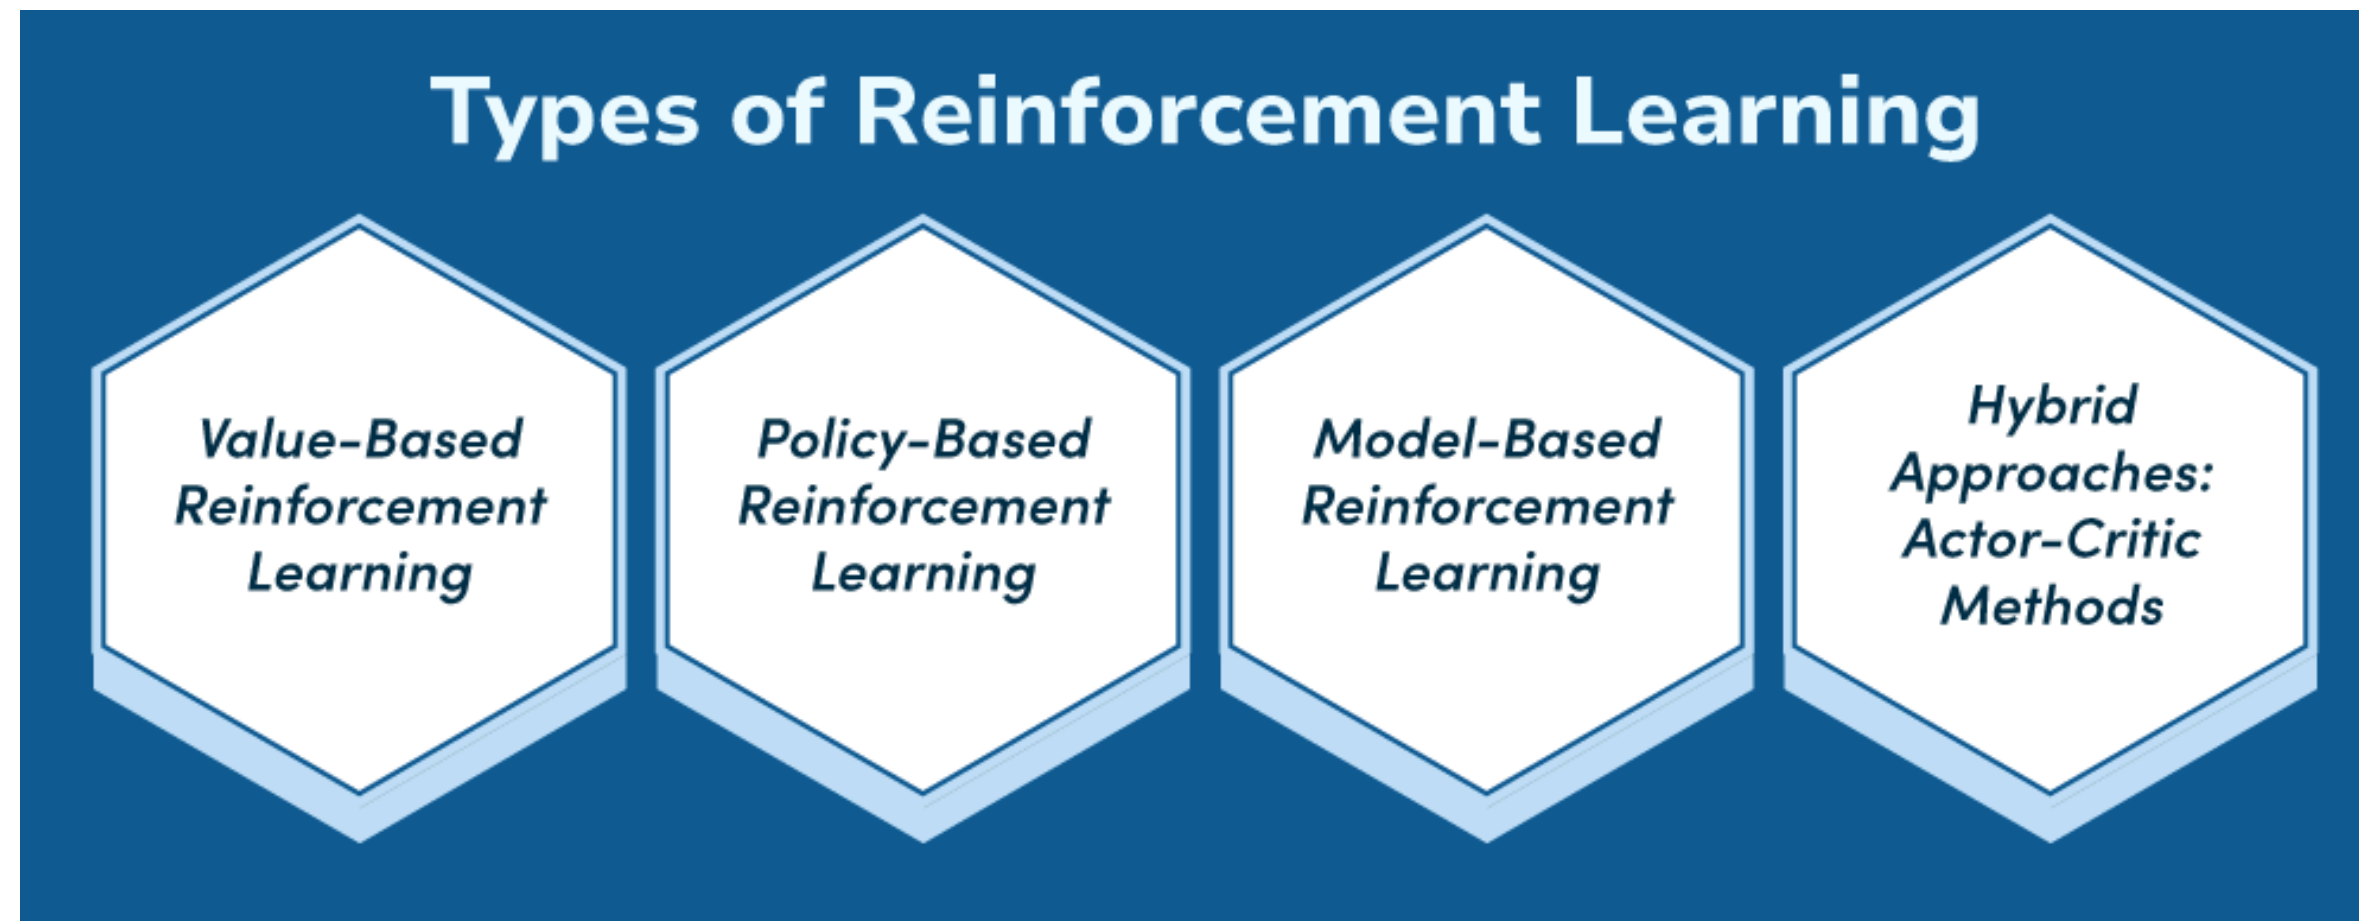 Types of Reinforcement Learning
Value-Based
Reinforcement
Learning
Policy-Based
Reinforcement
Learning
Model-Based
Reinforcement
Learning
Hybrid
Approaches:
Actor-Critic
Methods